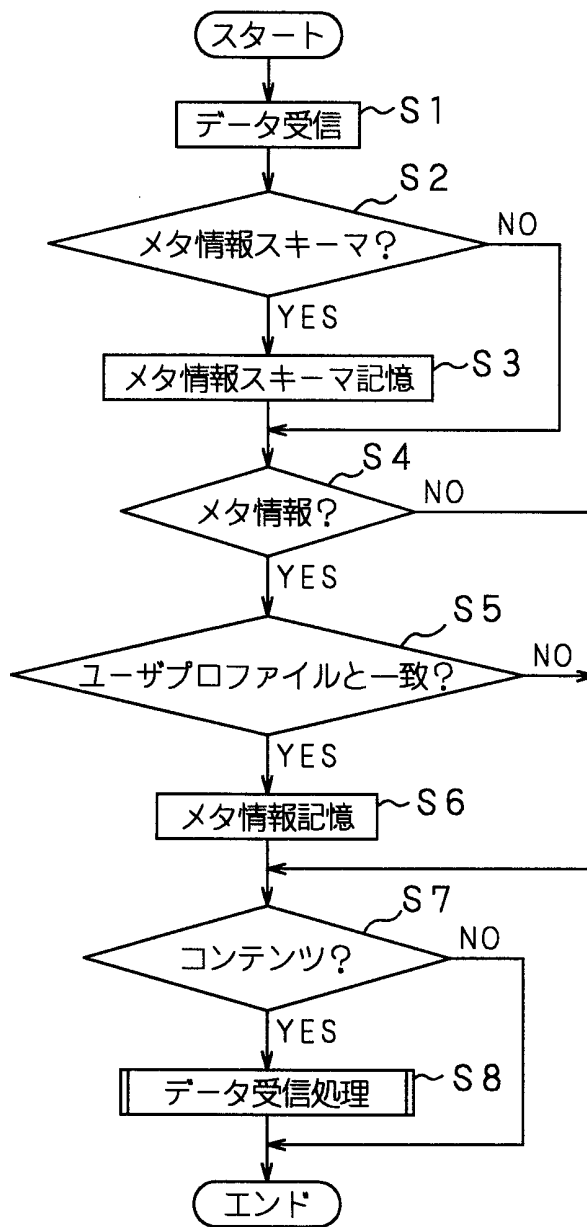 スタート
データ受信 S1
メタ情報スキーマ? S2
NO
YES
メタ情報スキーマ記憶 S3
メタ情報? S4
NO
YES
ユーザプロファイルと一致? S5
NO
YES
メタ情報記憶 S6
コンテンツ? S7
NO
YES
データ受信処理 S8
エンド